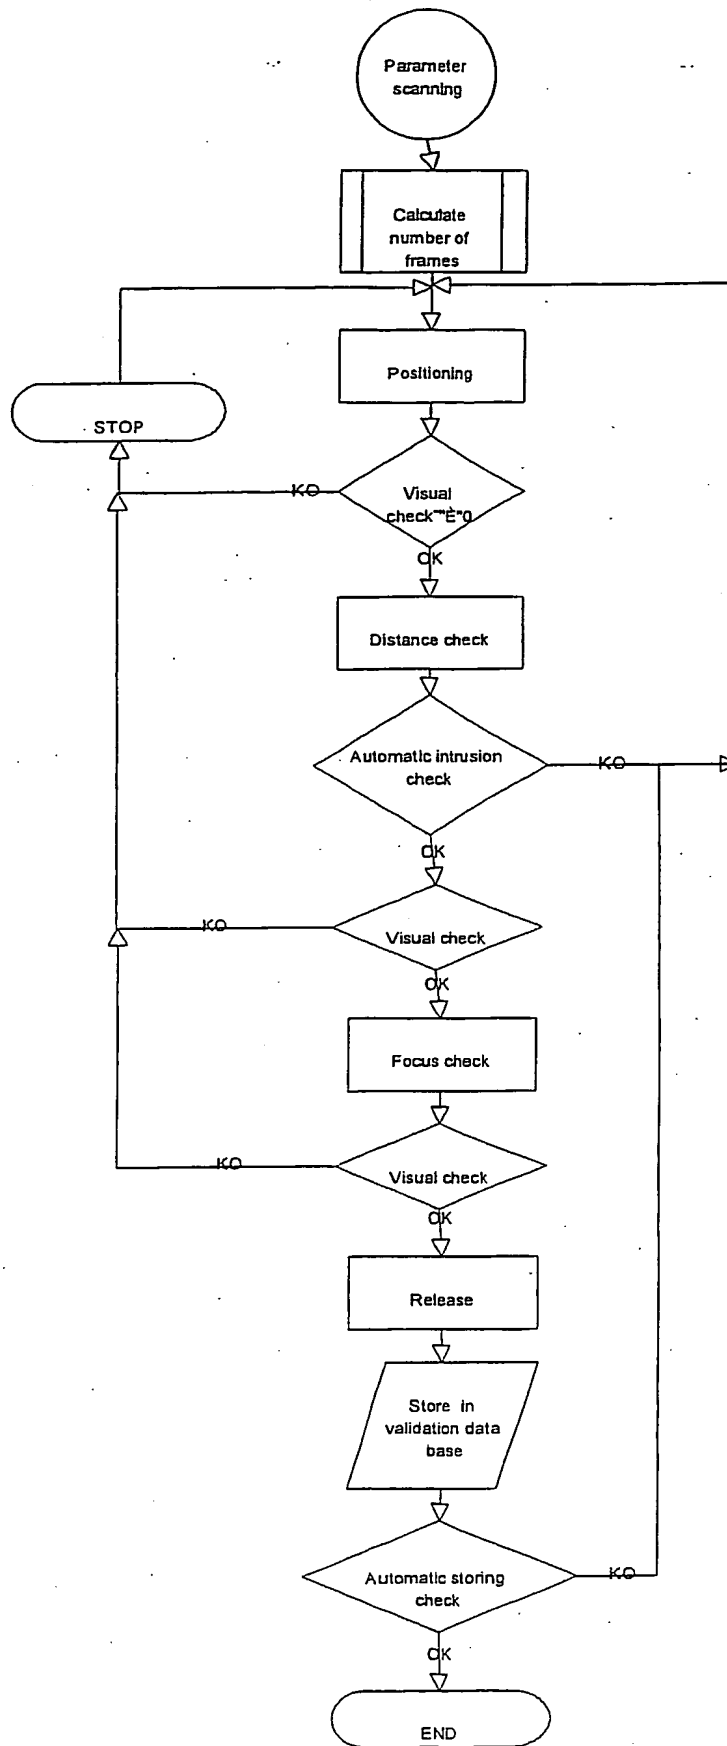 Parameter
scanning
Calculate
number of
frames
Positioning
STOP
KO
Visual
check"È"0
OK
Distance check
Automatic intrusion
check
KO
OK
Visual check
KO
OK
Focus check
Visual check
KO
OK
Release
Store in
validation data
base
Automatic storing
check
KO
OK
END